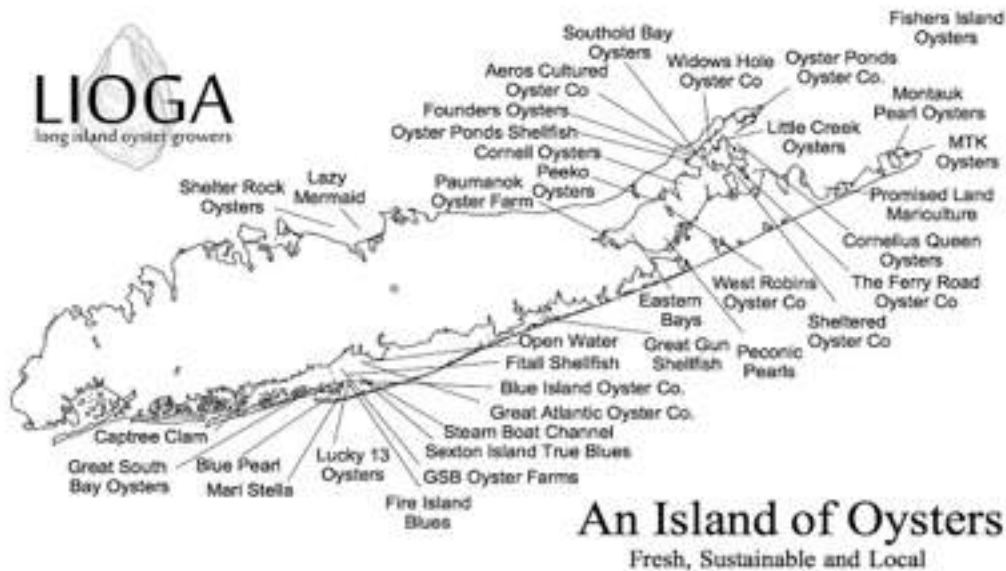 LIOGA
long island oyster growers
Fishers Island
Oysters
Southold Bay
Oysters
Widows Hole
Oyster Co
Oyster Ponds
Oyster Co.
Aeros Cultured
Oyster Co
Founders Oysters
Oyster Ponds Shellfish
Cornell Oysters
Peeko
Oysters
Paumanok
Oyster Farm
Little Creek
Oysters
Montauk
Pearl Oysters
MTK
Oysters
Promised Land
Mariculture
Cornelius Queen
Oysters
The Ferry Road
Oyster Co
Sheltered
Oyster Co
West Robins
Oyster Co
Peconic
Pearls
Eastern
Bays
Great Gun
Shellfish
Shelter Rock
Oysters
Lazy
Mermaid
Open Water
Fitall Shellfish
Blue Island Oyster Co.
Great Atlantic Oyster Co.
Steam Boat Channel
Sexton Island True Blues
GSB Oyster Farms
Fire Island
Blues
Lucky 13
Oysters
Mari Stella
Blue Pearl
Great South
Bay Oysters
Captree Clam
An Island of Oysters
Fresh, Sustainable and Local